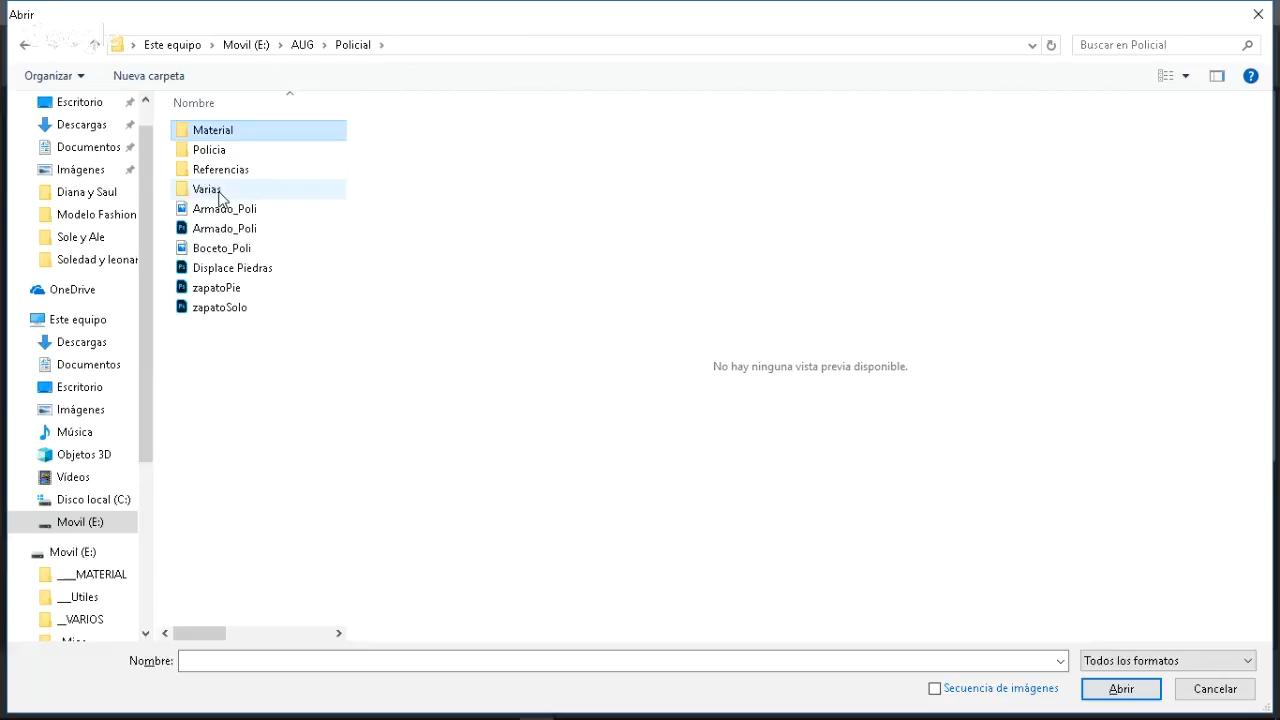 Abrir
Este equipo > Movil (E:) > AUG > Policial >
Buscar en Policial
Organizar
Nueva carpeta
Escritorio
Descargas
Documentos
Imágenes
Diana y Saul
Modelo Fashion
Sole y Ale
Soledad y leonar
OneDrive
Este equipo
Descargas
Documentos
Escritorio
Imágenes
Música
Objetos 3D
Vídeos
Disco local (C:)
Movil (E:)
Movil (E:)
___MATERIAL
__Utiles
__VARIOS
Nombre
Material
Policia
Referencias
Varias
Armado_Poli
Armado_Poli
Boceto_Poli
Displace Piedras
zapatoPie
zapatoSolo
No hay ninguna vista previa disponible.
Nombre:
Todos los formatos
Secuencia de imágenes
Abrir
Cancelar